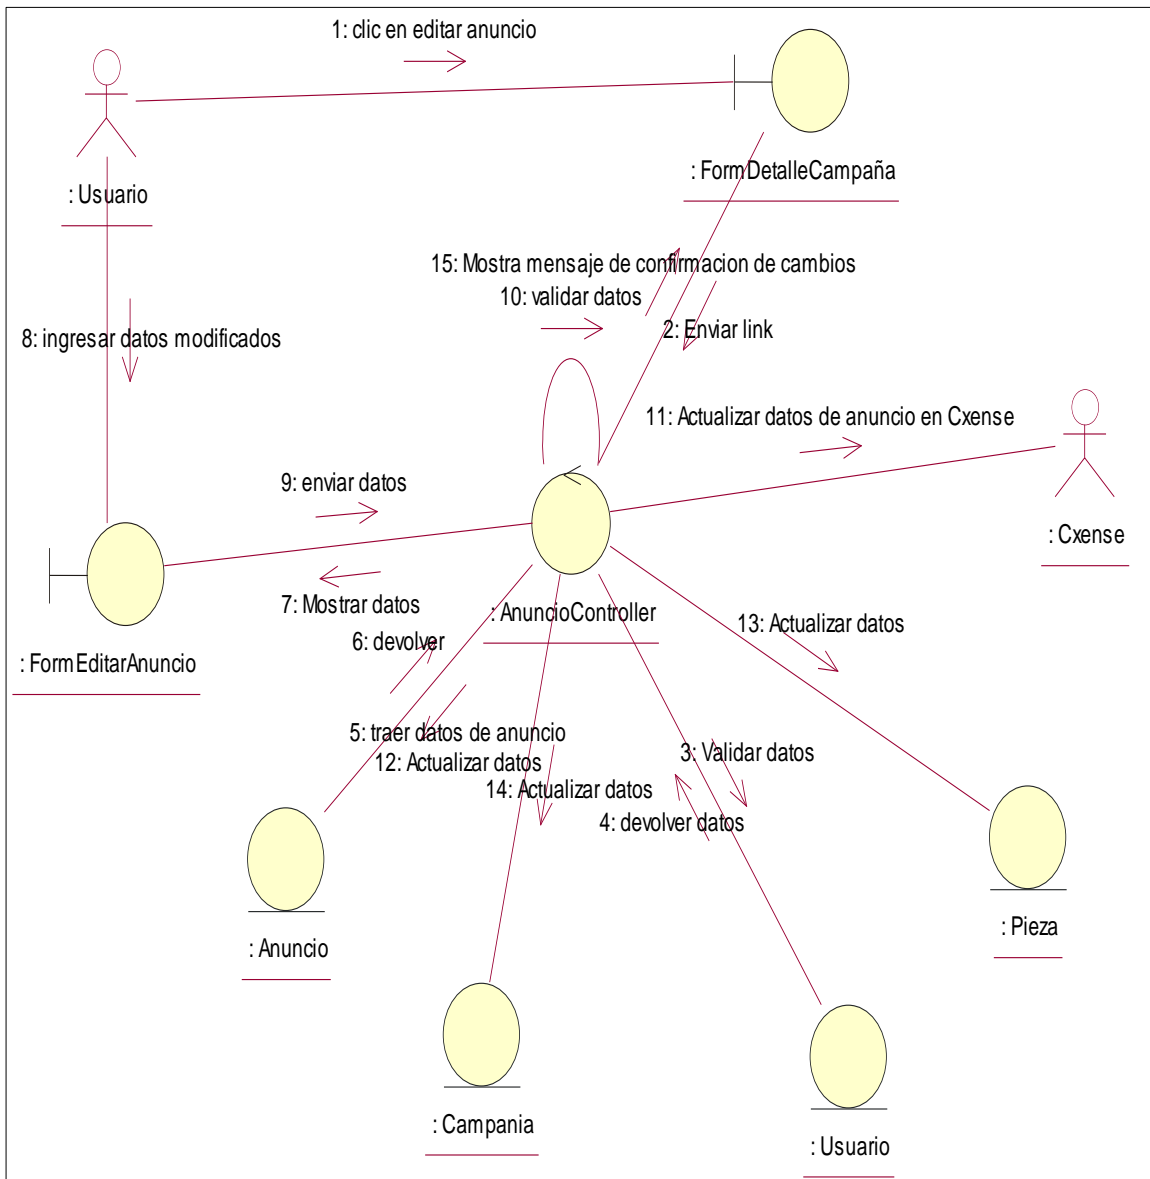 1: clic en editar anuncio
: Usuario
: FormDetalleCampaña
15: Mostra mensaje de confirmacion de cambios
10: validar datos
2: Enviar link
8: ingresar datos modificados
11: Actualizar datos de anuncio en Cxense
9: enviar datos
: Cxense
7: Mostrar datos
: AnuncioController
13: Actualizar datos
6: devolver
: FormEditarAnuncio
5: traer datos de anuncio
12: Actualizar datos
3: Validar datos
14: Actualizar datos
4: devolver datos
: Anuncio
: Pieza
: Campania
: Usuario